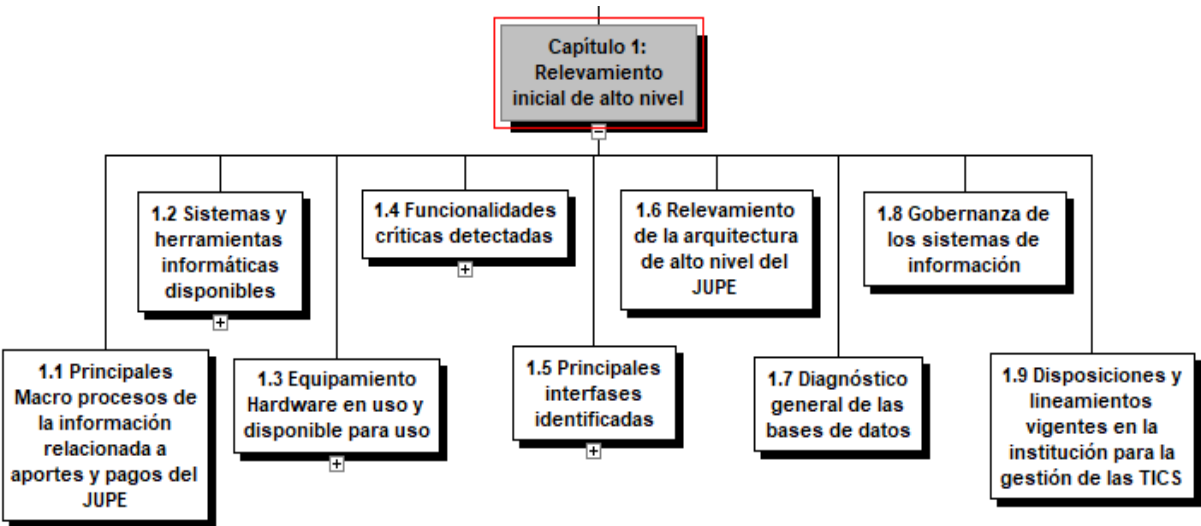 Capítulo 1:
Relevamiento
inicial de alto nivel
1.1 Principales
Macro procesos de
la información
relacionada a
aportes y pagos del
JUPE
1.2 Sistemas y
herramientas
informáticas
disponibles
1.3 Equipamiento
Hardware en uso y
disponible para uso
1.4 Funcionalidades
críticas detectadas
1.5 Principales
interfases
identificadas
1.6 Relevamiento
de la arquitectura
de alto nivel del
JUPE
1.7 Diagnóstico
general de las
bases de datos
1.8 Gobernanza de
los sistemas de
información
1.9 Disposiciones y
lineamientos
vigentes en la
institución para la
gestión de las TICS